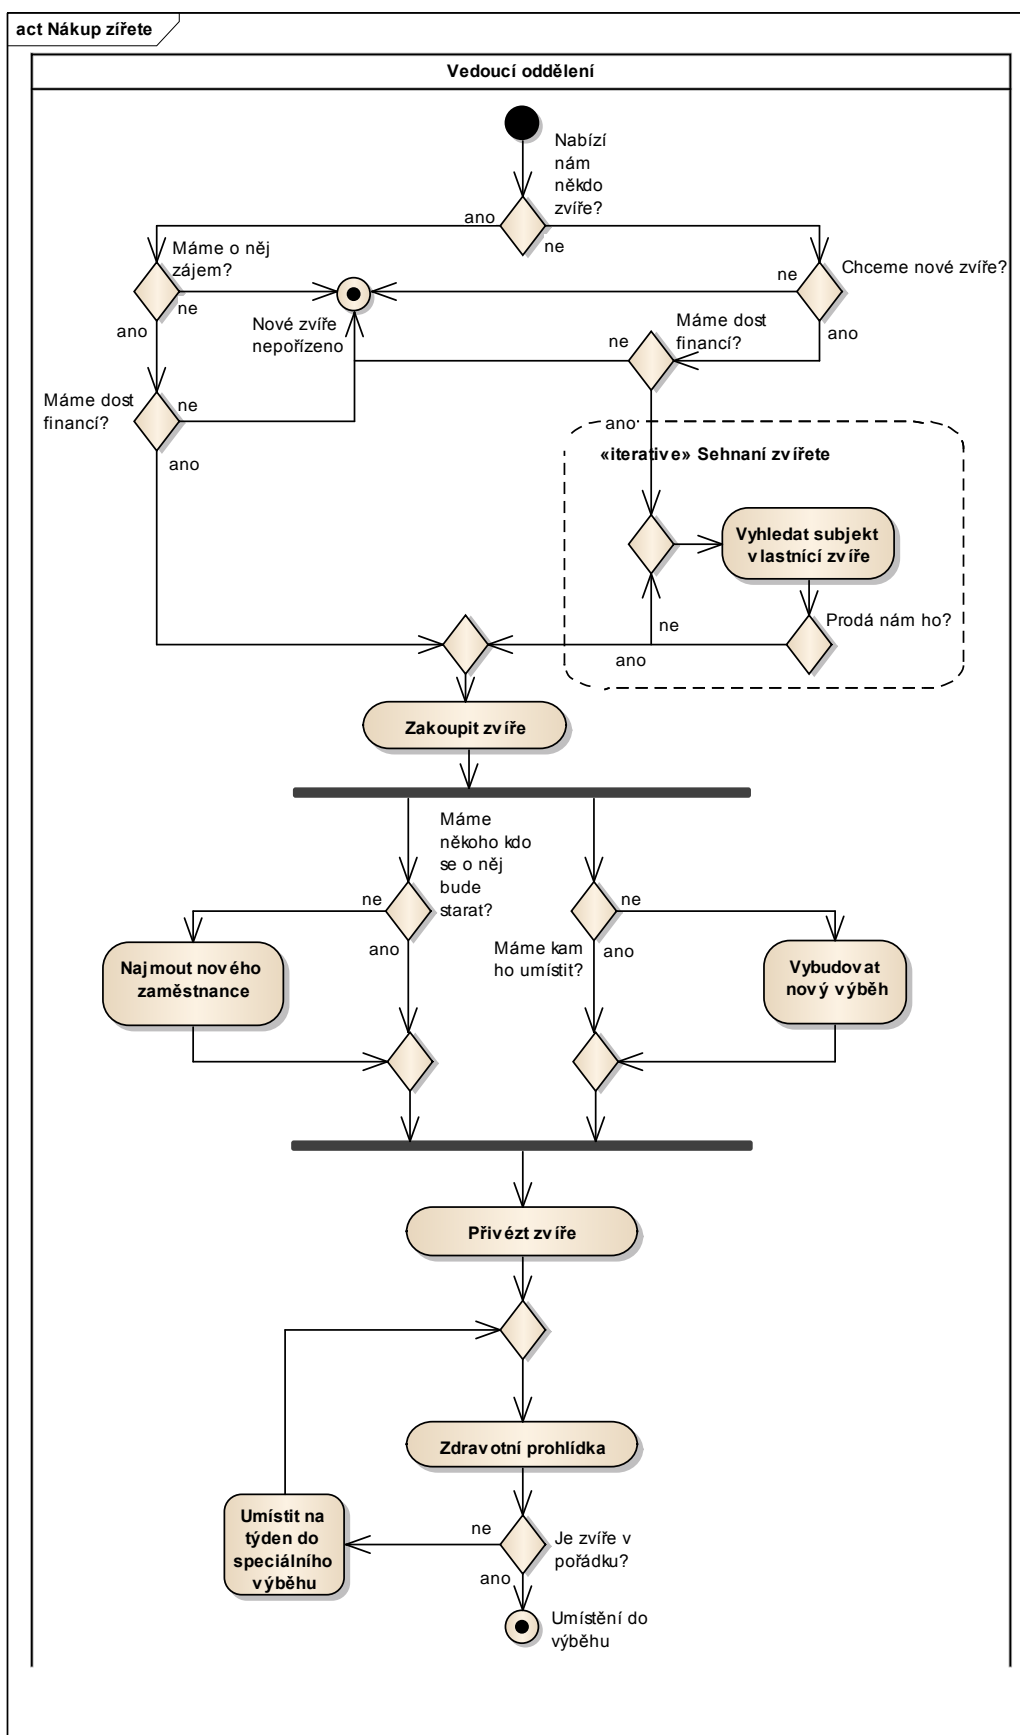 act Nákup zířete
Vedoucí oddělení
Nabízí
nám
někdo
zvíře?
ano
ne
Máme o něj
zájem?
ne
ano
Nové zvíře
nepořízeno
ne
Chceme nové zvíře?
ano
Máme dost
financí?
ne
ano
Máme dost
financí?
ne
ano
«iterative» Sehnaní zvířete
Vyhledat subjekt
vlastnící zvíře
Prodá nám ho?
ne
ano
Zakoupit zvíře
Máme
někoho kdo
se o něj
bude
starat?
ne
ano
Máme kam
ho umístit?
ne
ano
Najmout nového
zaměstnance
Vybudovat
nový výběh
Přivézt zvíře
Zdravotní prohlídka
Umístit na
týden do
speciálního
výběhu
ne
Je zvíře v
pořádku?
ano
Umístění do
výběhu